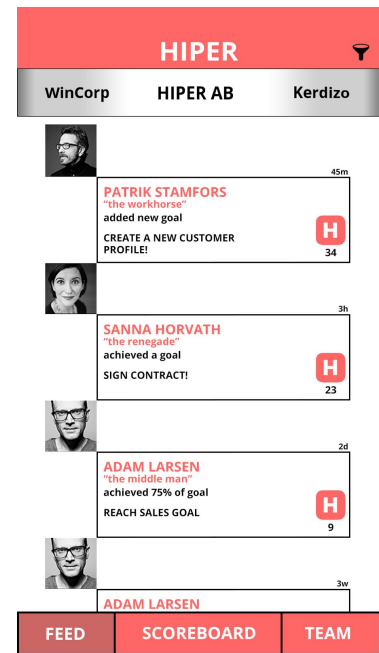 HIPER
WinCorp HIPER AB Kerdizo
45m
PATRIK STAMFORS
“the workhorse”
added new goal
CREATE A NEW CUSTOMER
PROFILE!
H
34
3h
SANNA HORVATH
“the renegade”
achieved a goal
SIGN CONTRACT!
H
23
2d
ADAM LARSEN
“the middle man”
achieved 75% of goal
REACH SALES GOAL
H
9
3w
ADAM LARSEN
FEED SCOREBOARD TEAM